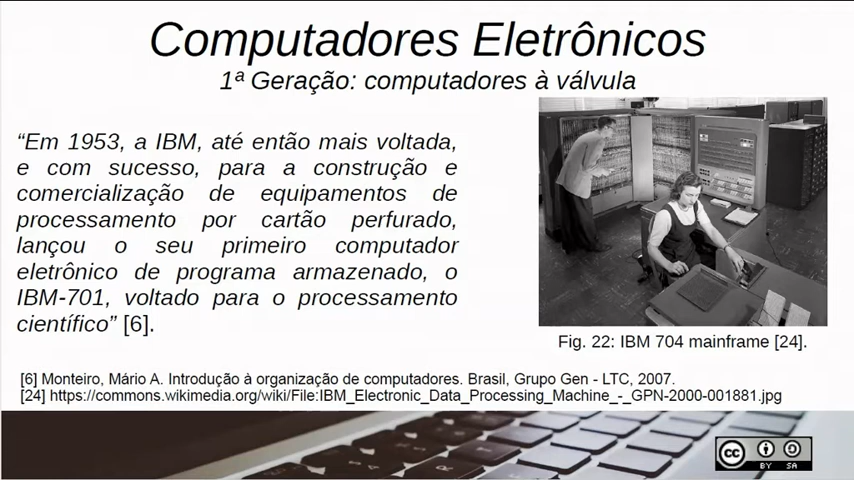 Computadores Eletrônicos
1ª Geração: computadores à válvula
“Em 1953, a IBM, até então mais voltada,
e com sucesso, para a construção e
comercialização de equipamentos de
processamento por cartão perfurado,
lançou o seu primeiro computador
eletrônico de programa armazenado, o
IBM-701, voltado para o processamento
científico” [6].
Fig. 22: IBM 704 mainframe [24].
[6] Monteiro, Mário A. Introdução à organização de computadores. Brasil, Grupo Gen - LTC, 2007.
[24] https://commons.wikimedia.org/wiki/File:IBM_Electronic_Data_Processing_Machine_-_GPN-2000-001881.jpg
cc
BY SA